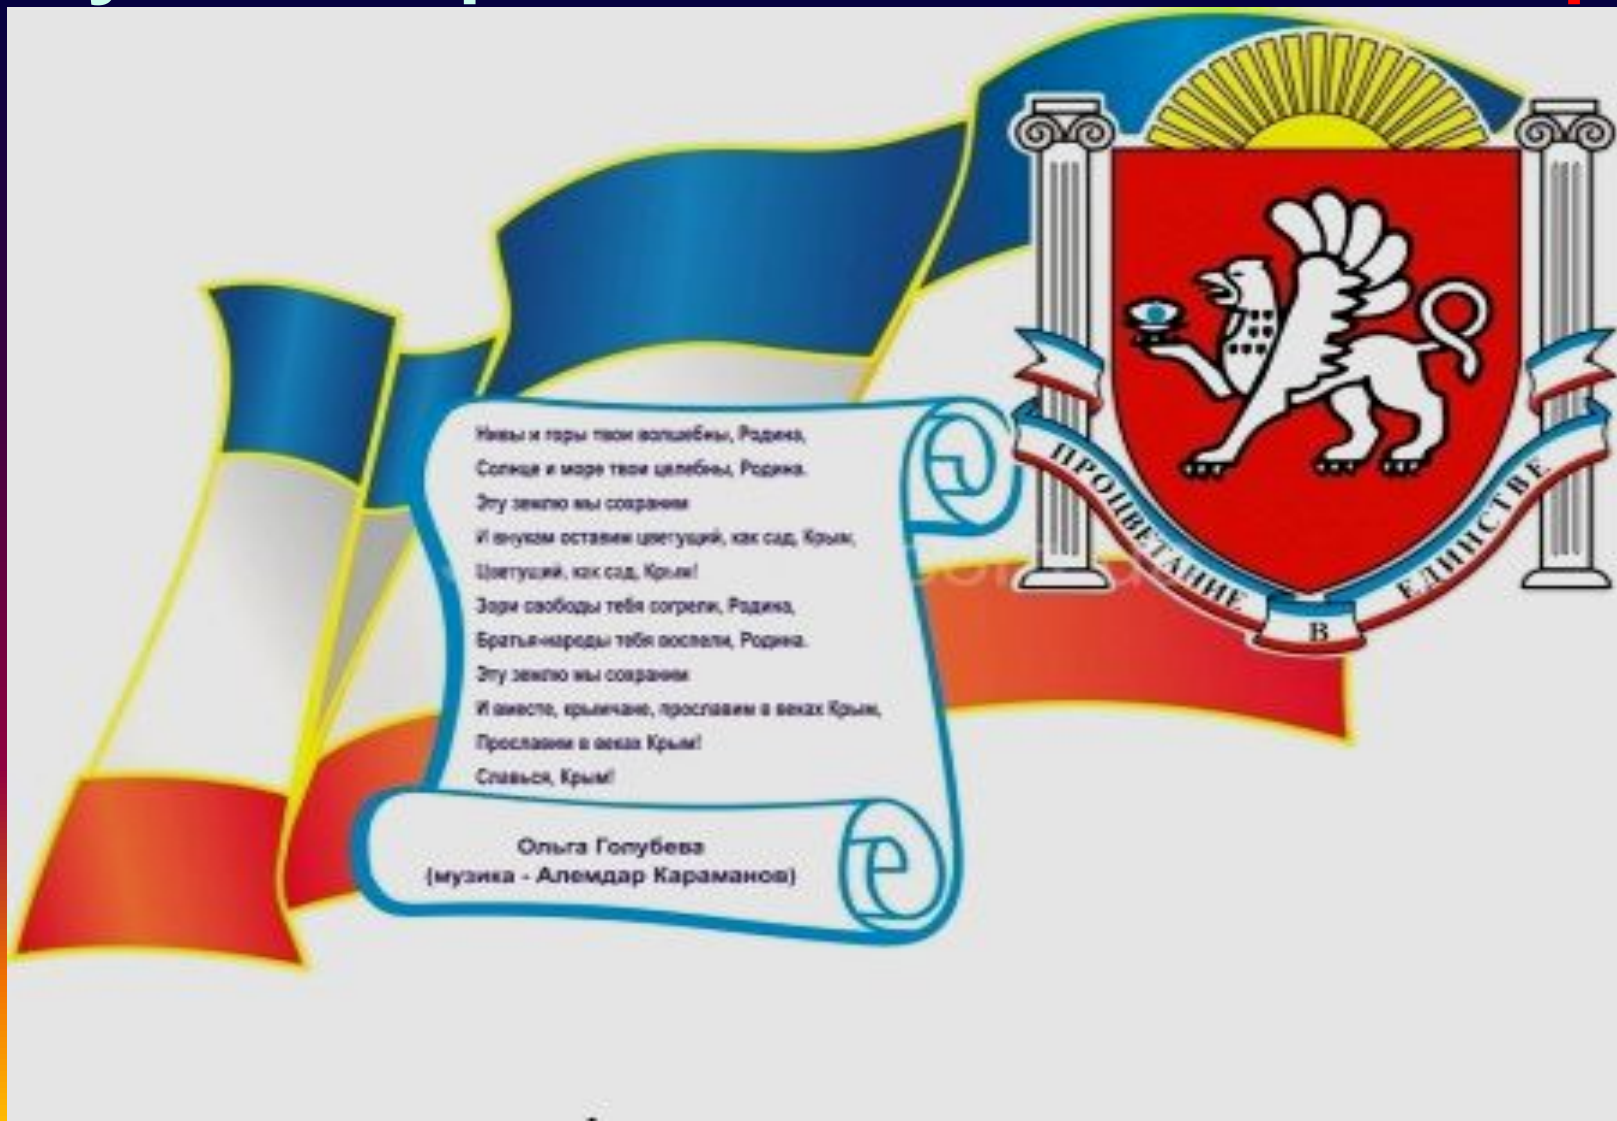 Нивы и горы твои волшебны, Родина,
Солнце и море твои целебны, Родина.
Эту землю мы сохраним
И внукам оставим цветущий, как сад, Крым,
Цветущий, как сад, Крым!
Зори свободы тебя согрели, Родина,
Братья-народы тебя воспели, Родина.
Эту землю мы сохраним
И вместе, крымчане, прославим в веках Крым,
Прославим в веках Крым!
Славься, Крым!
Ольга Голубева
(музика - Алемдар Караманов)
ПРОЦВЕТАНИЕ В ЕДИНСТВЕ